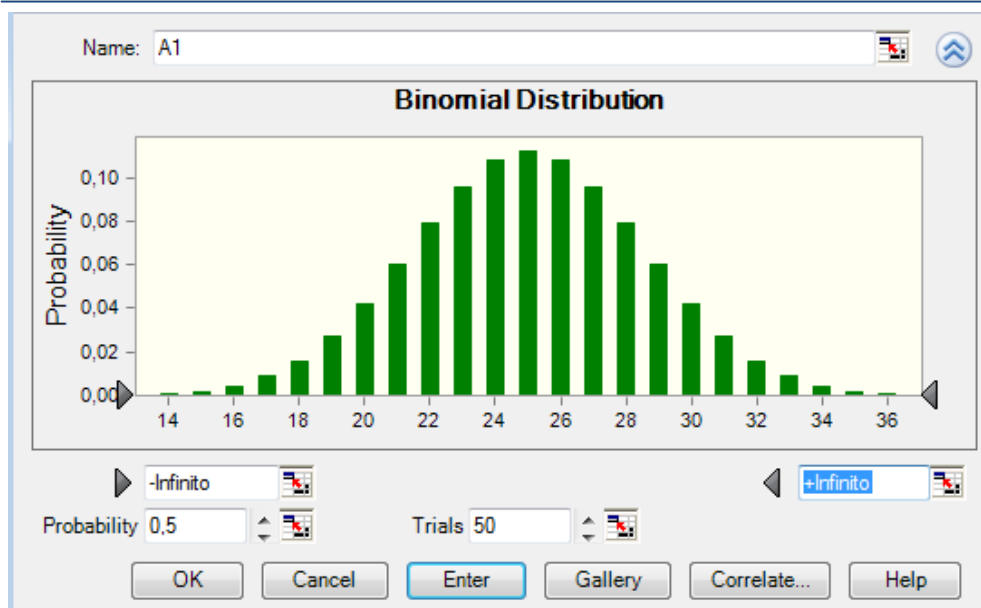 Name: A1
Binomial Distribution
Probability
0,10
0,08
0,06
0,04
0,02
0,00
14 16 18 20 22 24 26 28 30 32 34 36
-Infinito +Infinito
Probability 0,5 Trials 50
OK Cancel Enter Gallery Correlate... Help